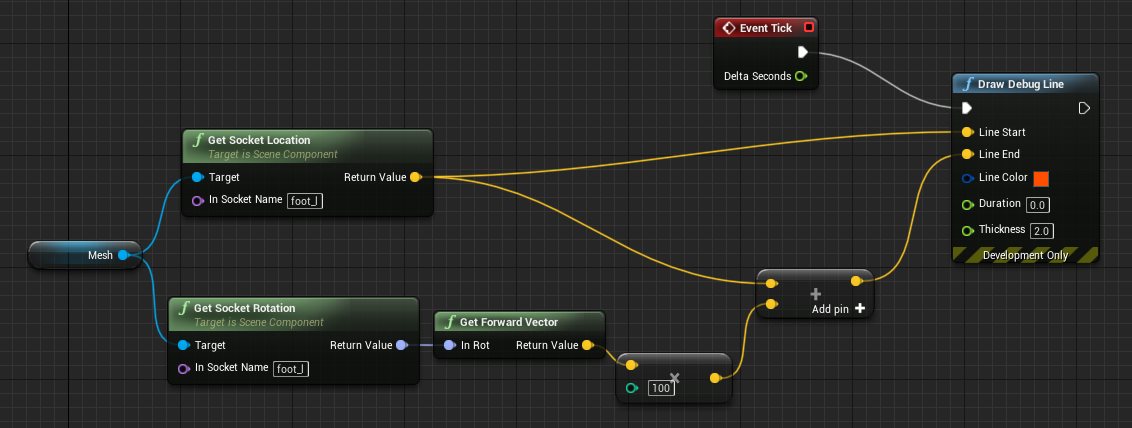 Event Tick
Delta Seconds
Draw Debug Line
Line Start
Line End
Line Color
Duration 0.0
Thickness 2.0
Development Only
f Get Socket Location
Target is Scene Component
Target Return Value
In Socket Name foot_l
Mesh
f Get Socket Rotation
Target is Scene Component
Target Return Value
In Socket Name foot_l
f Get Forward Vector
In Rot Return Value
× 
100
+
Add pin +